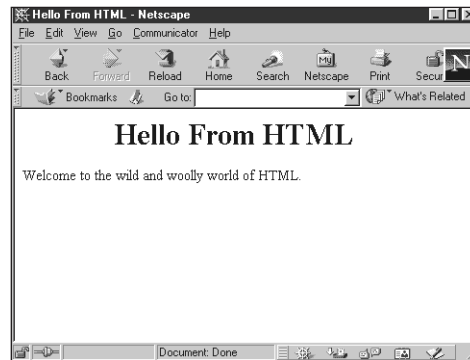 Hello From HTML - Netscape
File Edit View Go Communicator Help
Back Forward Reload Home Search Netscape Print Secur N
Bookmarks Go to: What's Related
Hello From HTML
Welcome to the wild and woolly world of HTML.
Document: Done